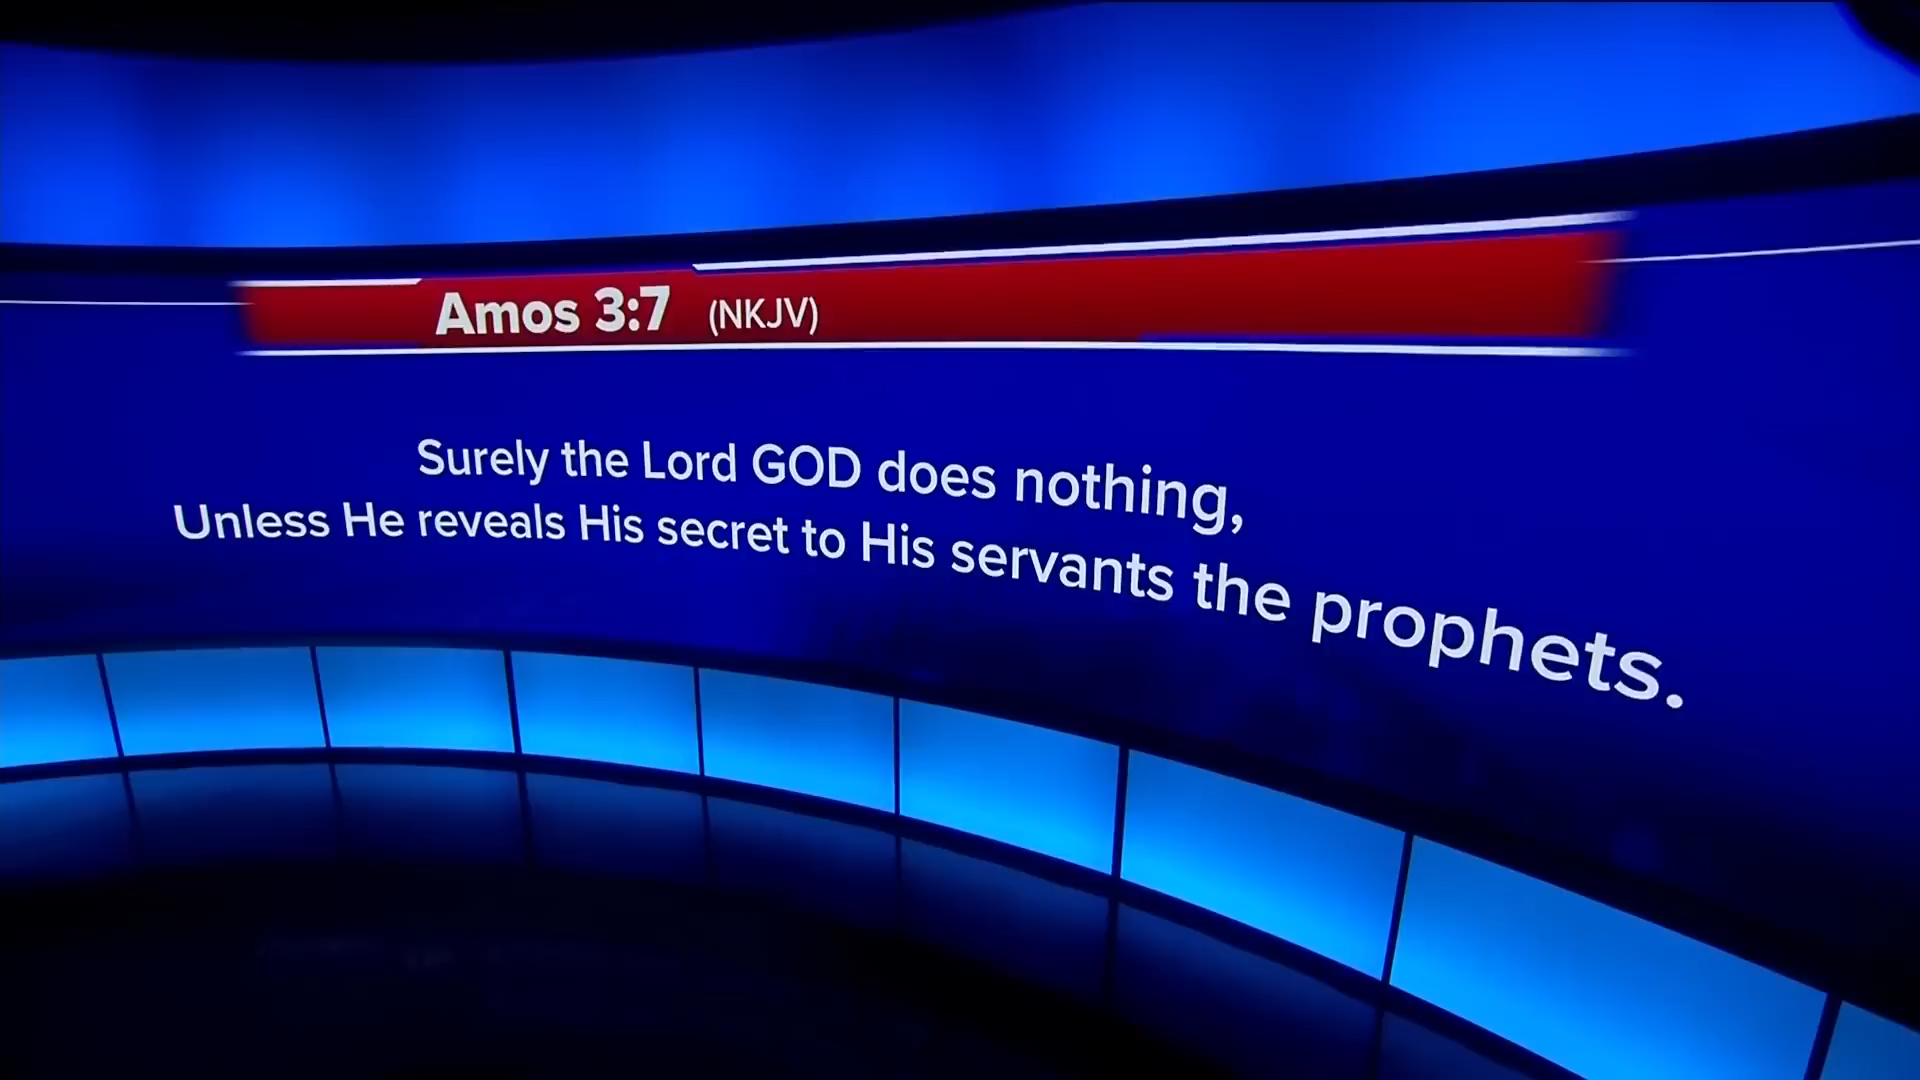 Amos 3:7 (NKJV)
Surely the Lord GOD does nothing,
Unless He reveals His secret to His servants the prophets.